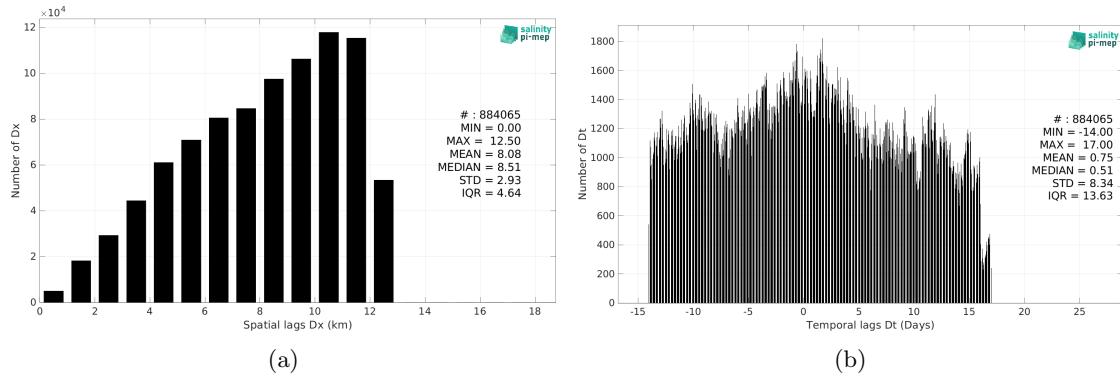 ×10⁴
12
10
8
6
4
2
0
0 2 4 6 8 10 12 14 16 18
Number of Dx
Spatial lags Dx (km)
salinity
pi-mep
# : 884065
MIN = 0.00
MAX = 12.50
MEAN = 8.08
MEDIAN = 8.51
STD = 2.93
IQR = 4.64
(a)
1800
1600
1400
1200
1000
800
600
400
200
0
-15 -10 -5 0 5 10 15 20 25
Number of Dt
Temporal lags Dt (Days)
salinity
pi-mep
# : 884065
MIN = -14.00
MAX = 17.00
MEAN = 0.75
MEDIAN = 0.51
STD = 8.34
IQR = 13.63
(b)